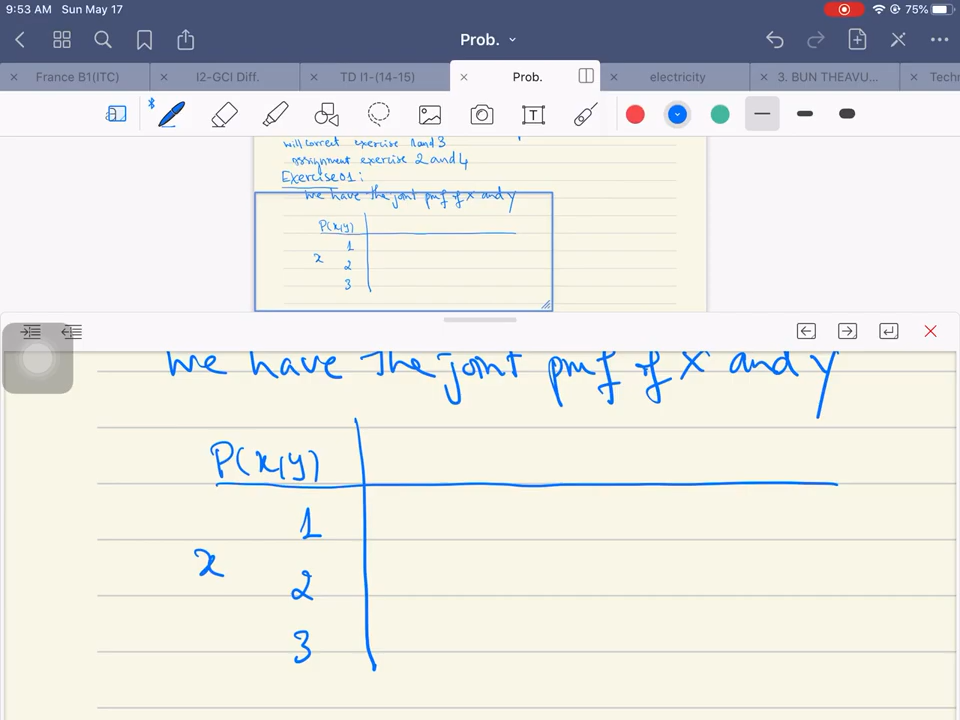 9:53 AM Sun May 17
75%
Prob.
France B1(ITC)
I2-GCI Diff.
TD I1-(14-15)
Prob.
electricity
3. BUN THEAVU...
Techn
will correct exercise 1 and 3
assignment exercise 2 and 4
Exercise 01:
We have the joint pmf of X and Y
P(x,y)
1
x
2
3
We have the joint pmf of X and Y
P(x,y)
1
x
2
3